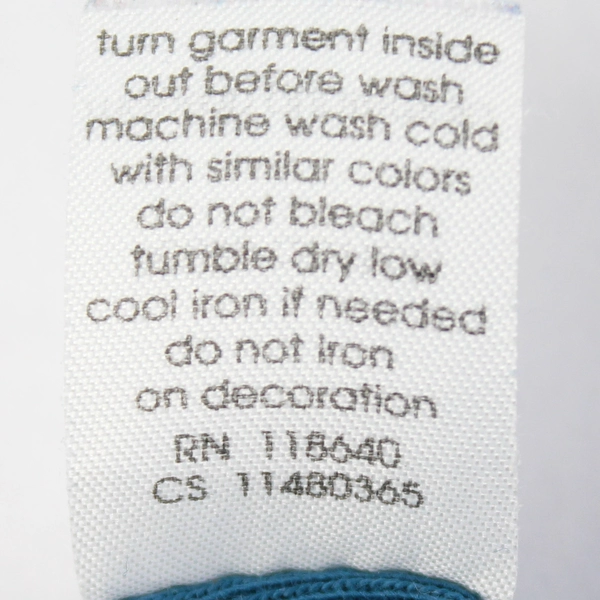 turn garment inside
out before wash
machine wash cold
with similar colors
do not bleach
tumble dry low
cool iron if needed
do not iron
on decoration
RN 118640
CS 11480365